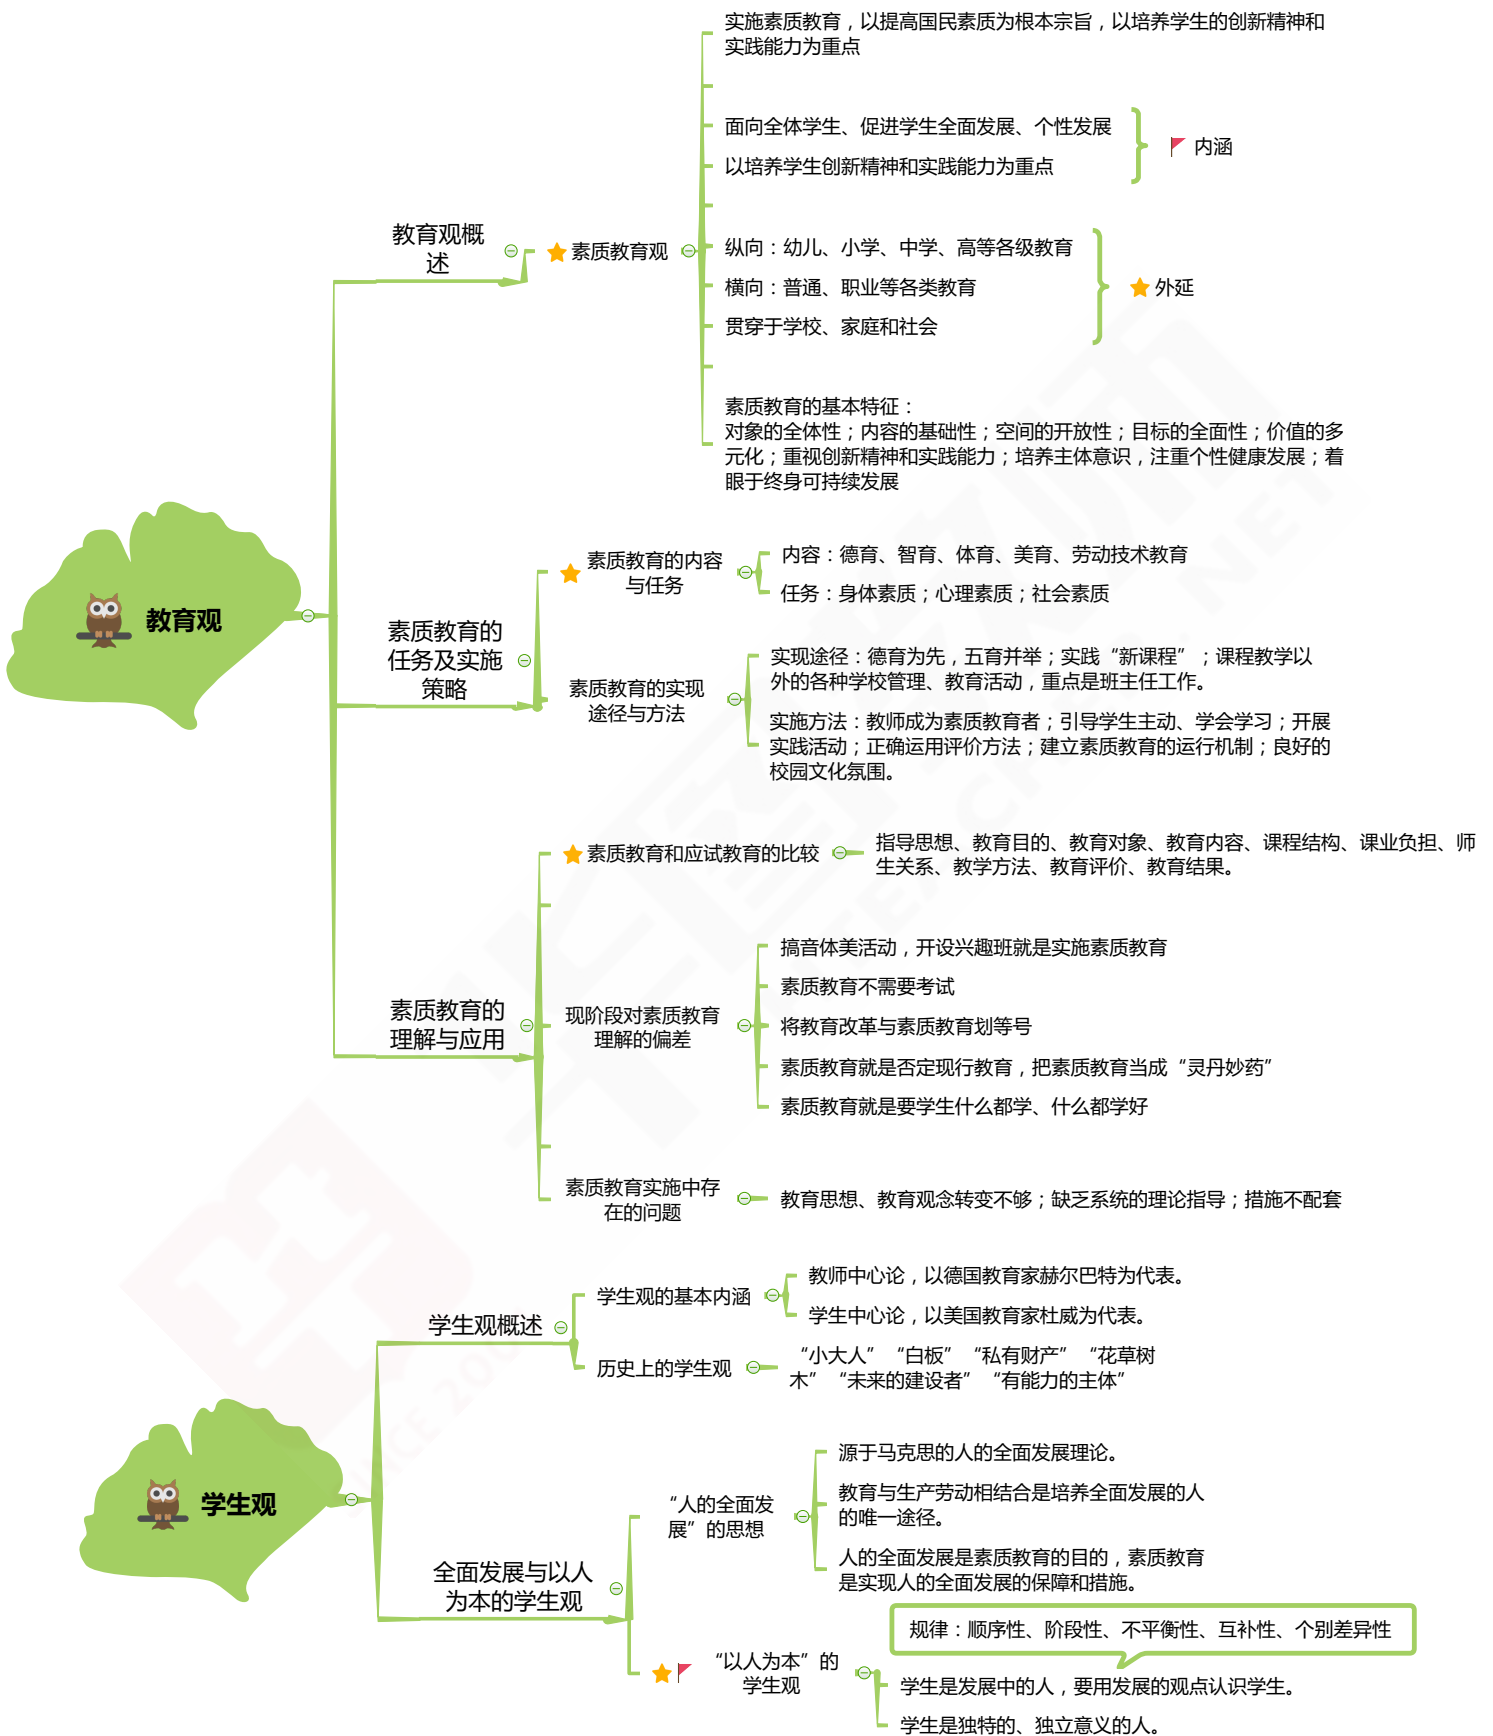 实施素质教育，以提高国民素质为根本宗旨，以培养学生的创新精神和
实践能力为重点
面向全体学生、促进学生全面发展、个性发展
以培养学生创新精神和实践能力为重点
内涵
教育观概
述
素质教育观
纵向：幼儿、小学、中学、高等各级教育
横向：普通、职业等各类教育
贯穿于学校、家庭和社会
外延
素质教育的基本特征：
对象的全体性；内容的基础性；空间的开放性；目标的全面性；价值的多
元化；重视创新精神和实践能力；培养主体意识，注重个性健康发展；着
眼于终身可持续发展
教育观
素质教育的
任务及实施
策略
素质教育的内容
与任务
内容：德育、智育、体育、美育、劳动技术教育
任务：身体素质；心理素质；社会素质
素质教育的实现
途径与方法
实现途径：德育为先，五育并举；实践“新课程”；课程教学以
外的各种学校管理、教育活动，重点是班主任工作。
实施方法：教师成为素质教育者；引导学生主动、学会学习；开展
实践活动；正确运用评价方法；建立素质教育的运行机制；良好的
校园文化氛围。
素质教育的
理解与应用
素质教育和应试教育的比较
指导思想、教育目的、教育对象、教育内容、课程结构、课业负担、师
生关系、教学方法、教育评价、教育结果。
现阶段对素质教育
理解的偏差
搞音体美活动，开设兴趣班就是实施素质教育
素质教育不需要考试
将教育改革与素质教育划等号
素质教育就是否定现行教育，把素质教育当成“灵丹妙药”
素质教育就是要学生什么都学、什么都学好
素质教育实施中存
在的问题
教育思想、教育观念转变不够；缺乏系统的理论指导；措施不配套
学生观
学生观概述
学生观的基本内涵
教师中心论，以德国教育家赫尔巴特为代表。
学生中心论，以美国教育家杜威为代表。
历史上的学生观
“小大人”“白板”“私有财产”“花草树
木”“未来的建设者”“有能力的主体”
全面发展与以人
为本的学生观
“人的全面发
展”的思想
源于马克思的人的全面发展理论。
教育与生产劳动相结合是培养全面发展的人
的唯一途径。
人的全面发展是素质教育的目的，素质教育
是实现人的全面发展的保障和措施。
“以人为本”的
学生观
规律：顺序性、阶段性、不平衡性、互补性、个别差异性
学生是发展中的人，要用发展的观点认识学生。
学生是独特的、独立意义的人。